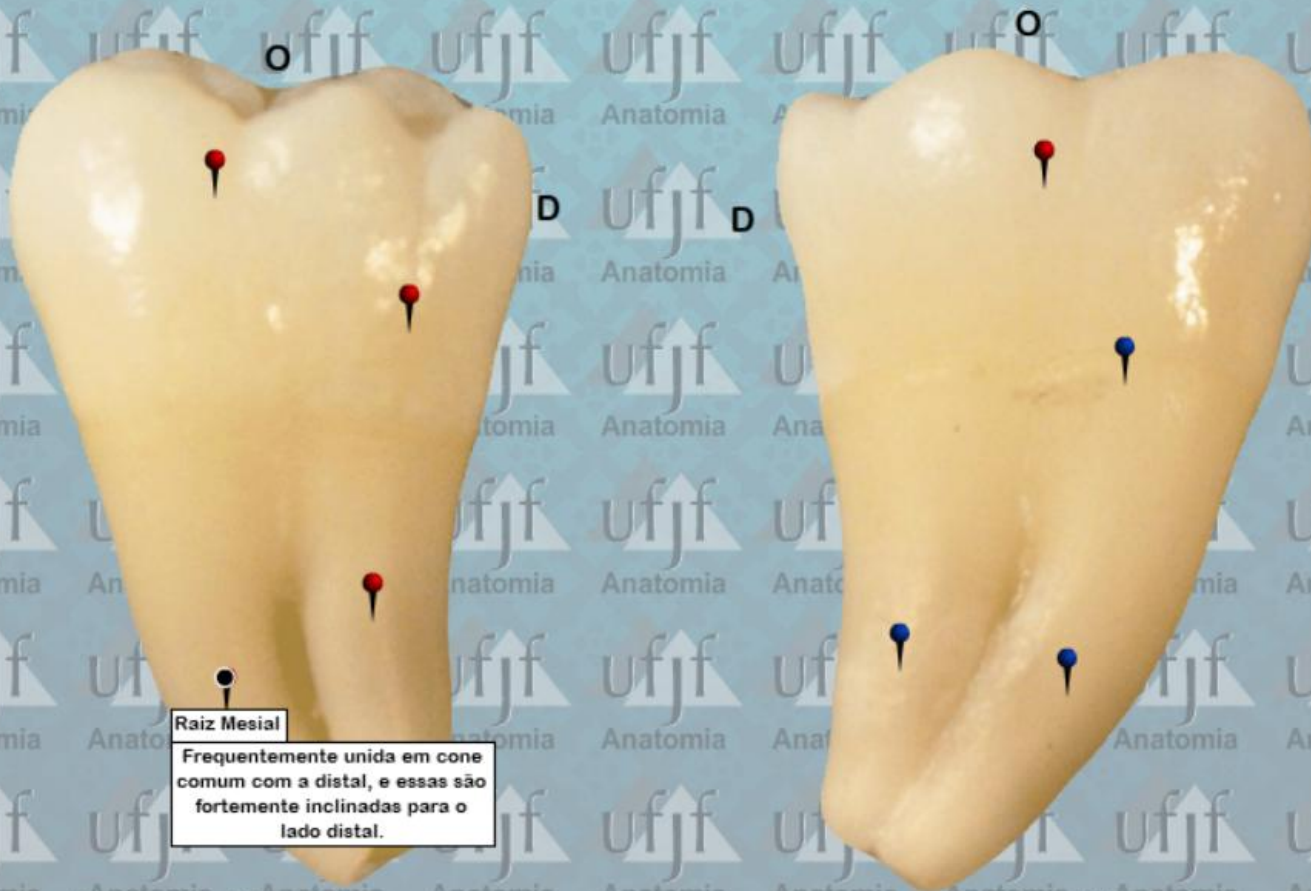 O
O
D
D
Raiz Mesial
Frequentemente unida em cone
comum com a distal, e essas são
fortemente inclinadas para o
lado distal.
ufjf
Anatomia